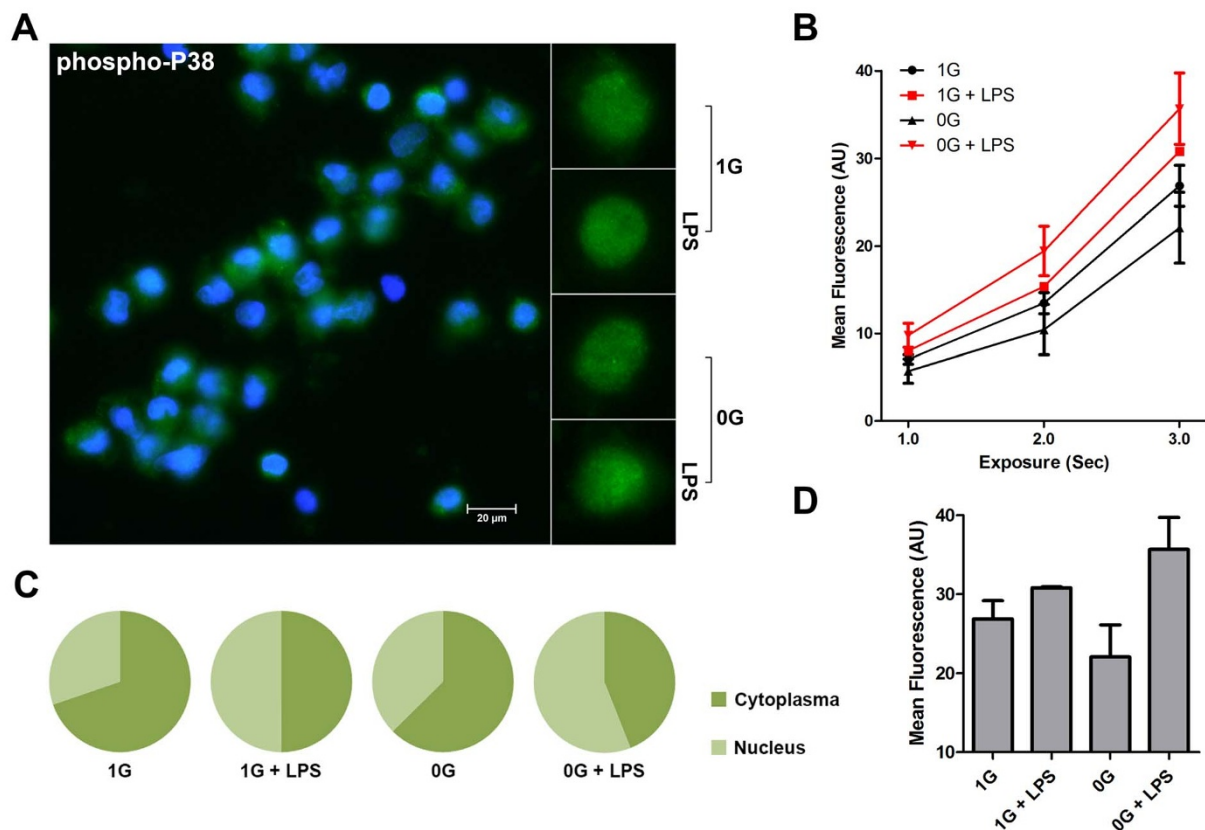 A
phospho-P38
1G
LPS
0G
LPS
20 µm
B
1G
1G + LPS
0G
0G + LPS
40
30
20
10
0
Mean Fluorescence (AU)
1.0 2.0 3.0
Exposure (Sec)
C
1G 1G + LPS 0G 0G + LPS
Cytoplasma
Nucleus
D
40
30
20
10
Mean Fluorescence (AU)
1G 1G + LPS 0G 0G + LPS